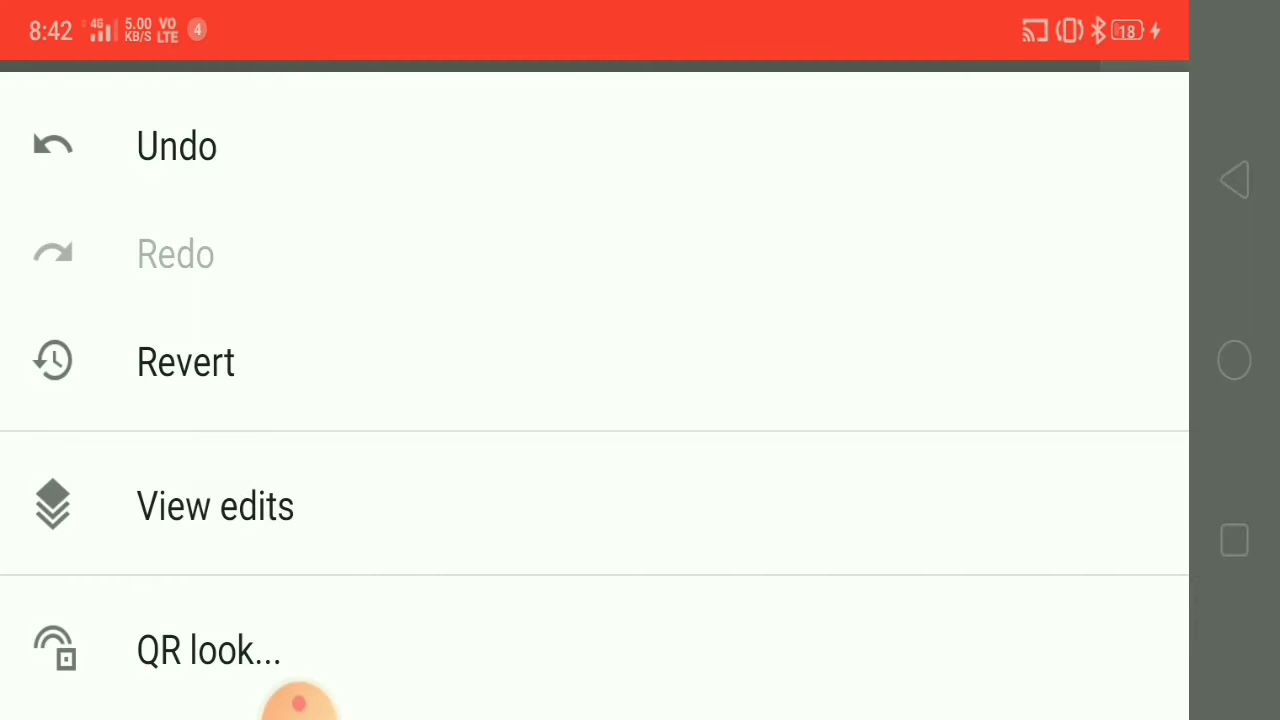 8:42 4G 5.00 KB/S VO LTE 4 18
Undo
Redo
Revert
View edits
QR look...